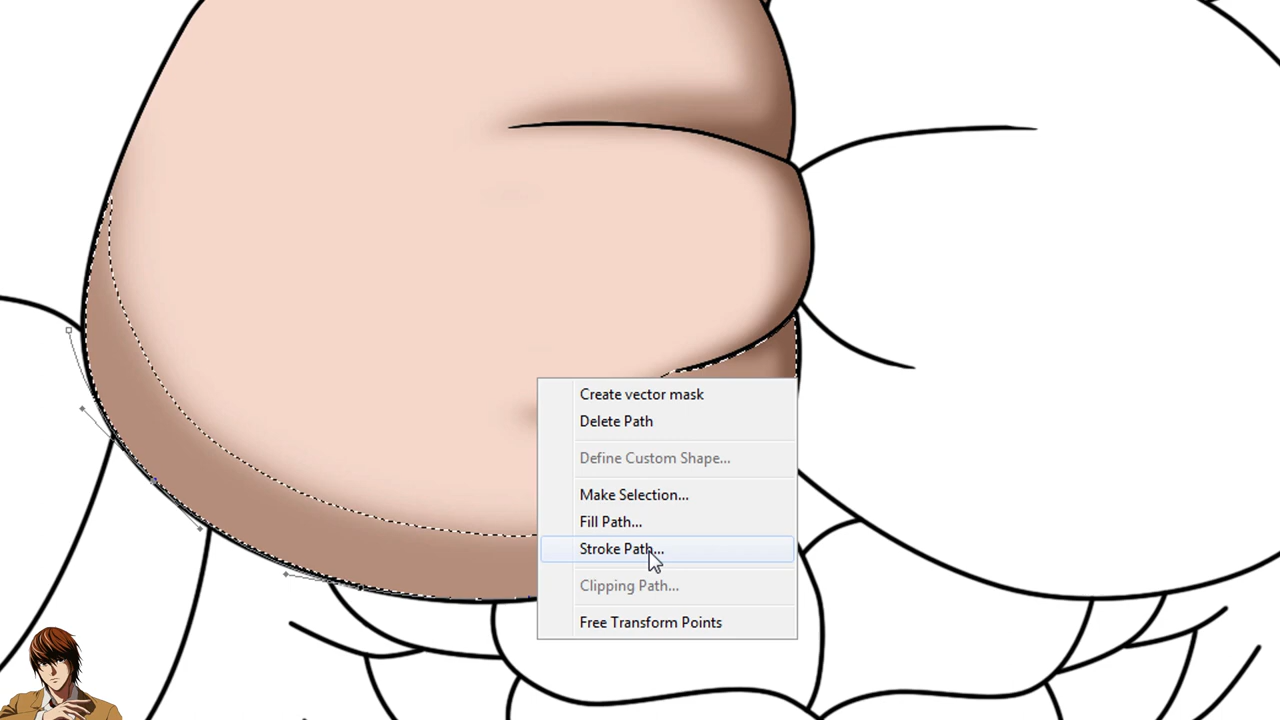 Create vector mask
Delete Path
Define Custom Shape...
Make Selection...
Fill Path...
Stroke Path...
Clipping Path...
Free Transform Points